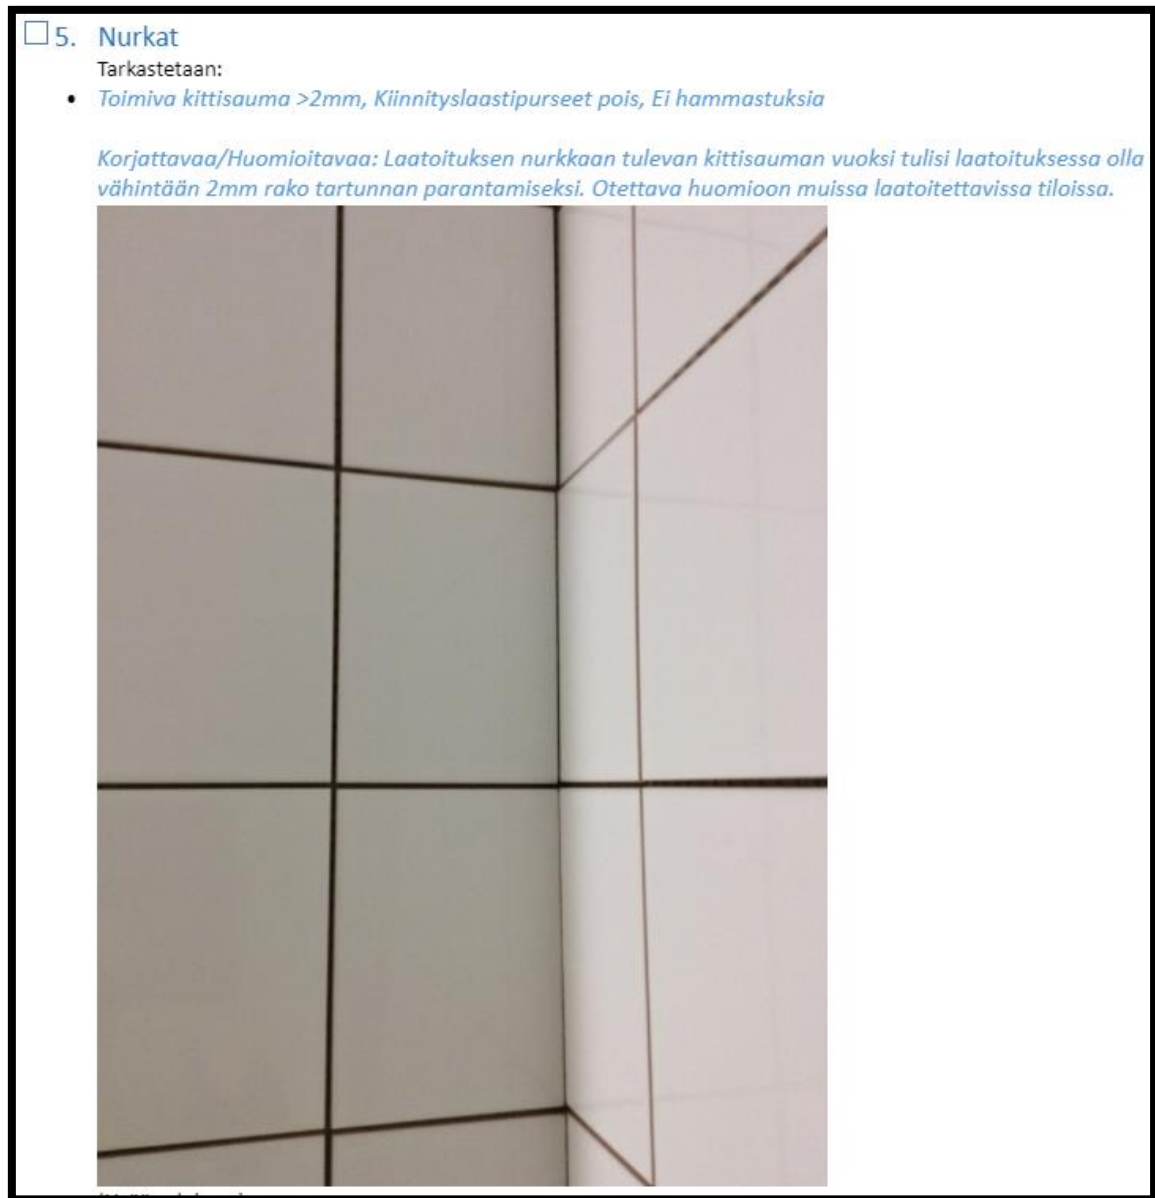 5. Nurkat
Tarkastetaan:
• Toimiva kittisauma >2mm, Kiinnityslaastipurseet pois, Ei hammastuksia
Korjattavaa/Huomioitavaa: Laatoituksen nurkkaan tulevan kittisauman vuoksi tulisi laatoituksessa olla
vähintään 2mm rako tartunnan parantamiseksi. Otettava huomioon muissa laatoitettavissa tiloissa.